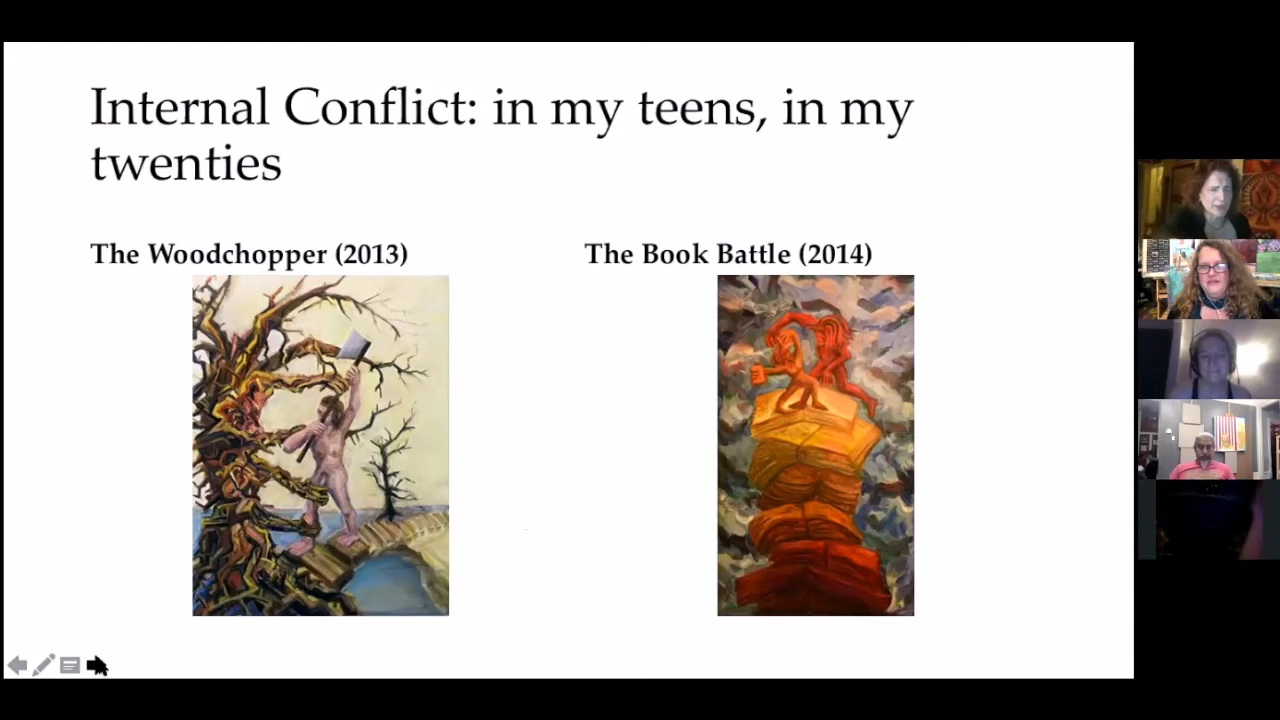 Internal Conflict: in my teens, in my
twenties
The Woodchopper (2013)
The Book Battle (2014)